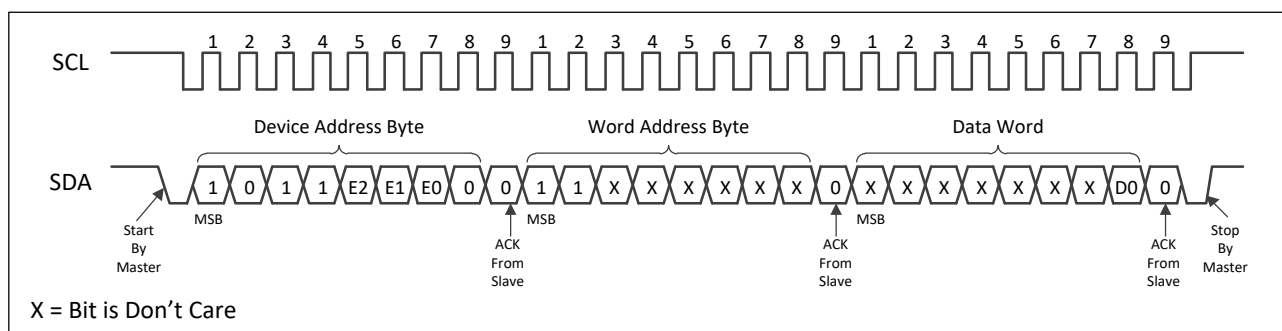 1 2 3 4 5 6 7 8 9 1 2 3 4 5 6 7 8 9 1 2 3 4 5 6 7 8 9
SCL
Device Address Byte Word Address Byte Data Word
SDA 1 0 1 1 E2 E1 E0 0 0 1 1 X X X X X X 0 X X X X X X X D0 0
MSB MSB MSB
Start
By
Master
ACK
From
Slave
ACK
From
Slave
ACK
From
Slave
Stop
By
Master
X = Bit is Don’t Care